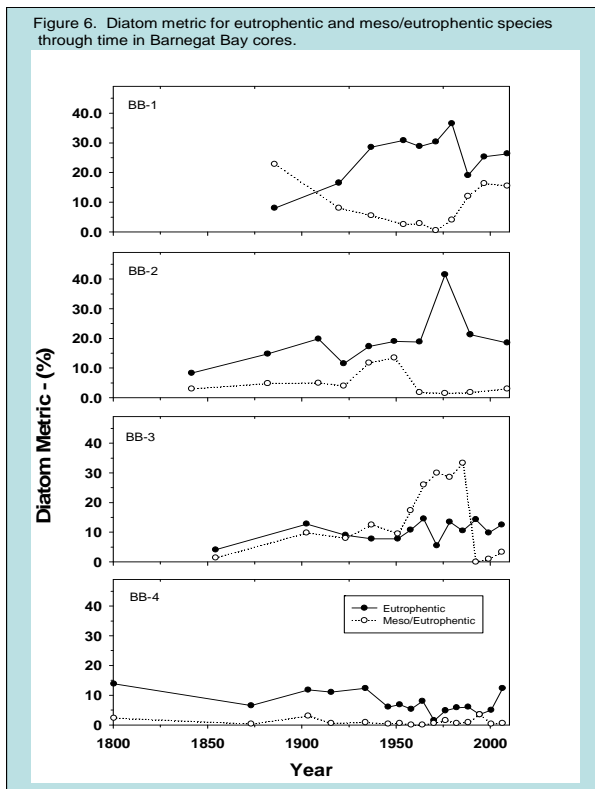 Figure 6. Diatom metric for eutrophentic and meso/eutrophentic species
through time in Barnegat Bay cores.
BB-1
40.0
30.0
20.0
10.0
0.0
BB-2
40.0
30.0
20.0
10.0
0.0
Diatom Metric - (%)
BB-3
40
30
20
10
0
BB-4
40
30
20
10
0
Eutrophentic
Meso/Eutrophentic
1800 1850 1900 1950 2000
Year